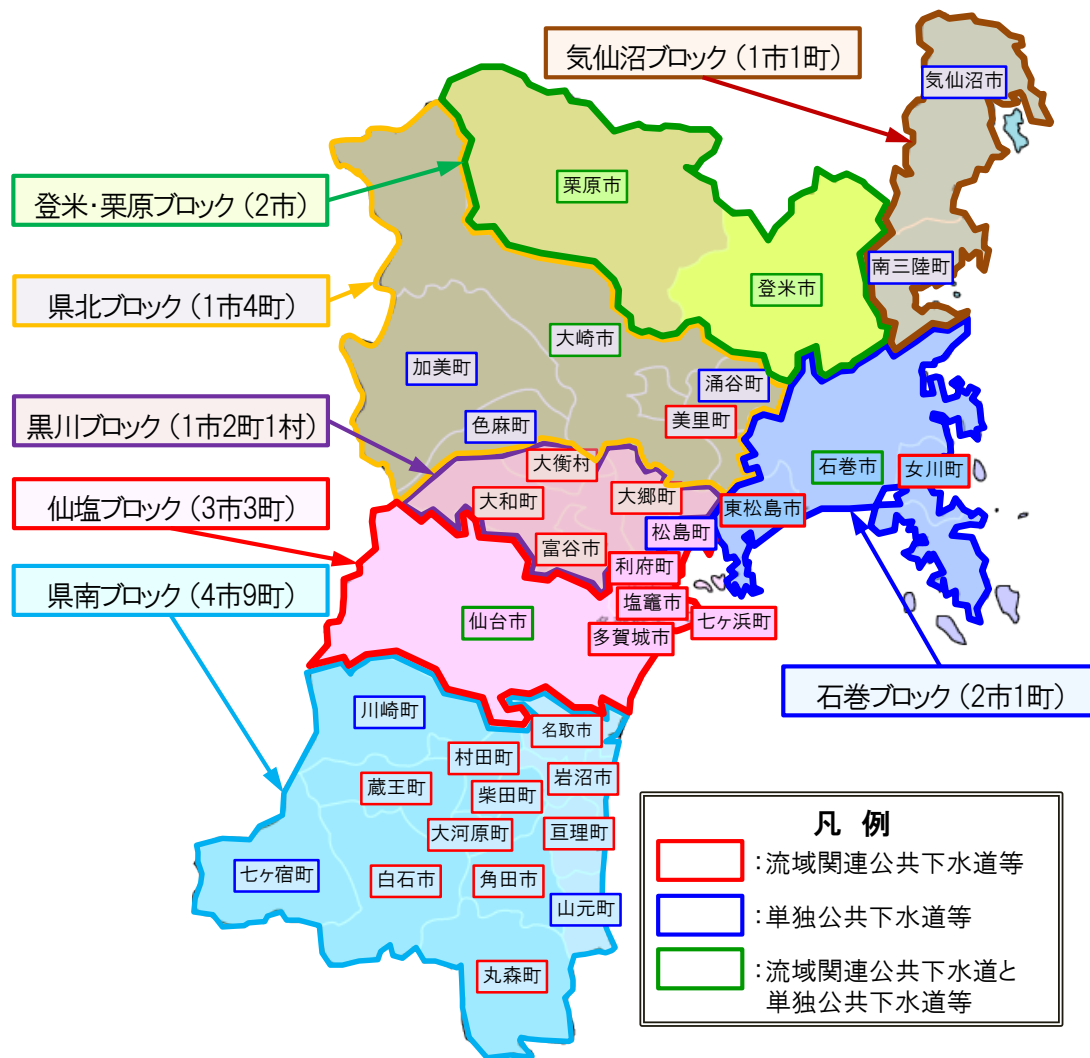 気仙沼ブロック（1市1町）
気仙沼市
登米・栗原ブロック（2市）
栗原市
南三陸町
登米市
県北ブロック（1市4町）
大崎市
加美町
涌谷町
美里町
色麻町
黒川ブロック（1市2町1村）
大衡村
石巻市
女川町
大和町
大郷町
東松島市
仙塩ブロック（3市3町）
松島町
富谷市
利府町
塩竈市
七ヶ浜町
仙台市
多賀城市
県南ブロック（4市9町）
石巻ブロック（2市1町）
川崎町
名取市
村田町
岩沼市
蔵王町
柴田町
大河原町
亘理町
七ヶ宿町
白石市
角田市
山元町
丸森町
凡 例
：流域関連公共下水道等
：単独公共下水道等
：流域関連公共下水道と
単独公共下水道等